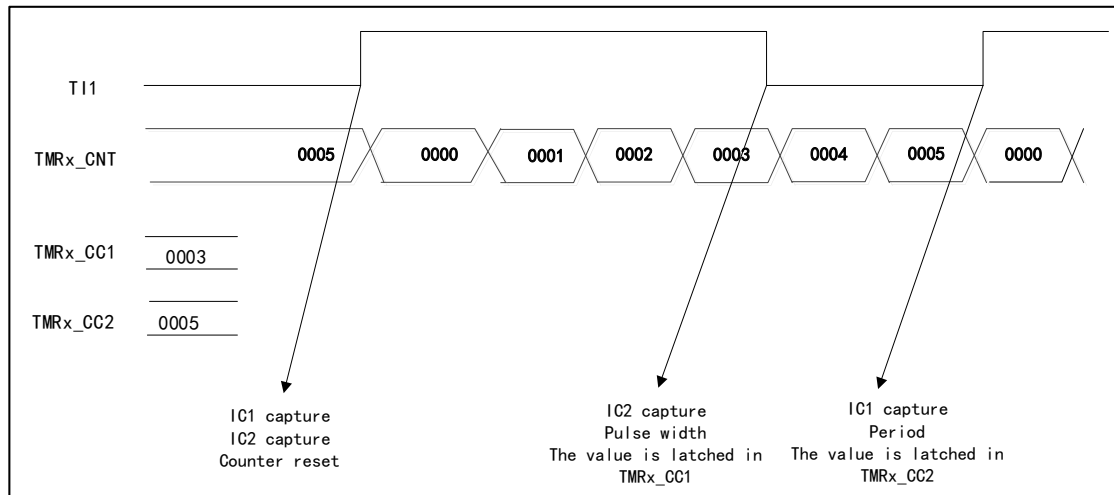 TI1
TMRx_CNT
0005 0000 0001 0002 0003 0004 0005 0000
TMRx_CC1
0003
TMRx_CC2
0005
IC1 capture
IC2 capture
Counter reset
IC2 capture
Pulse width
The value is latched in
TMRx_CC1
IC1 capture
Period
The value is latched in
TMRx_CC2